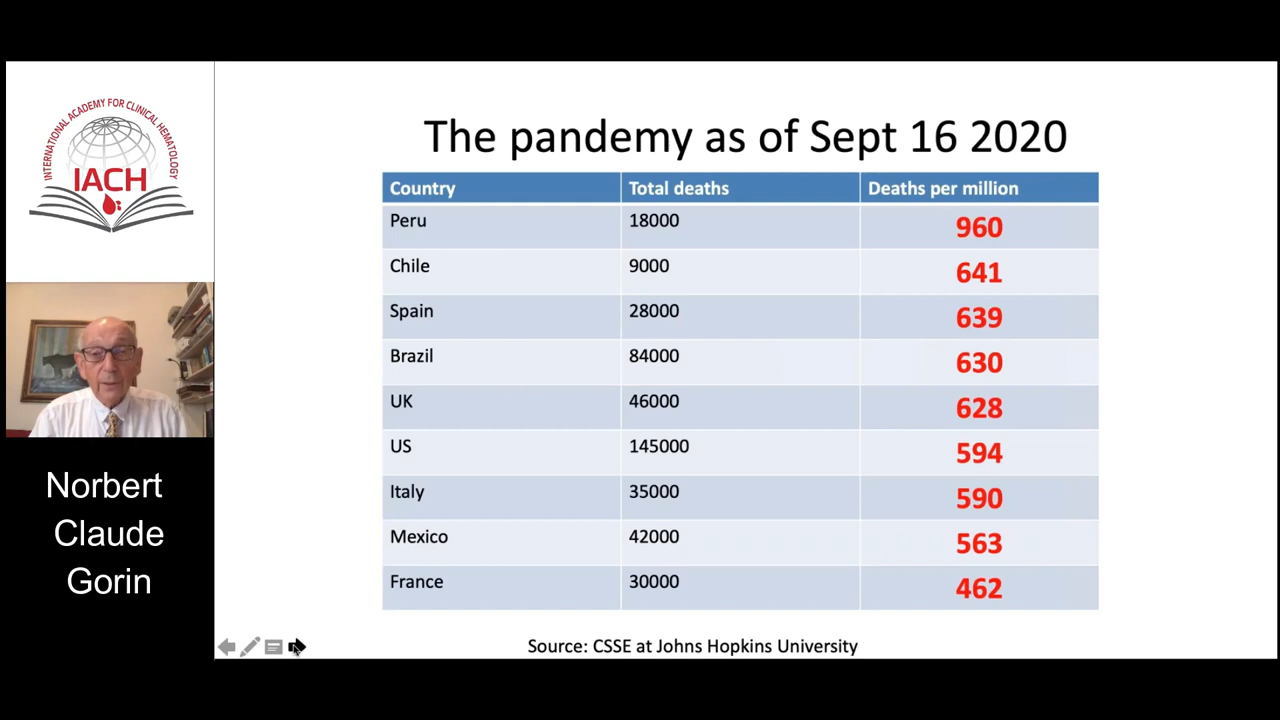 INTERNATIONAL ACADEMY FOR CLINICAL HEMATOLOGY
IACH
Norbert
Claude
Gorin
The pandemy as of Sept 16 2020
Country Total deaths Deaths per million
Peru 18000 960
Chile 9000 641
Spain 28000 639
Brazil 84000 630
UK 46000 628
US 145000 594
Italy 35000 590
Mexico 42000 563
France 30000 462
Source: CSSE at Johns Hopkins University